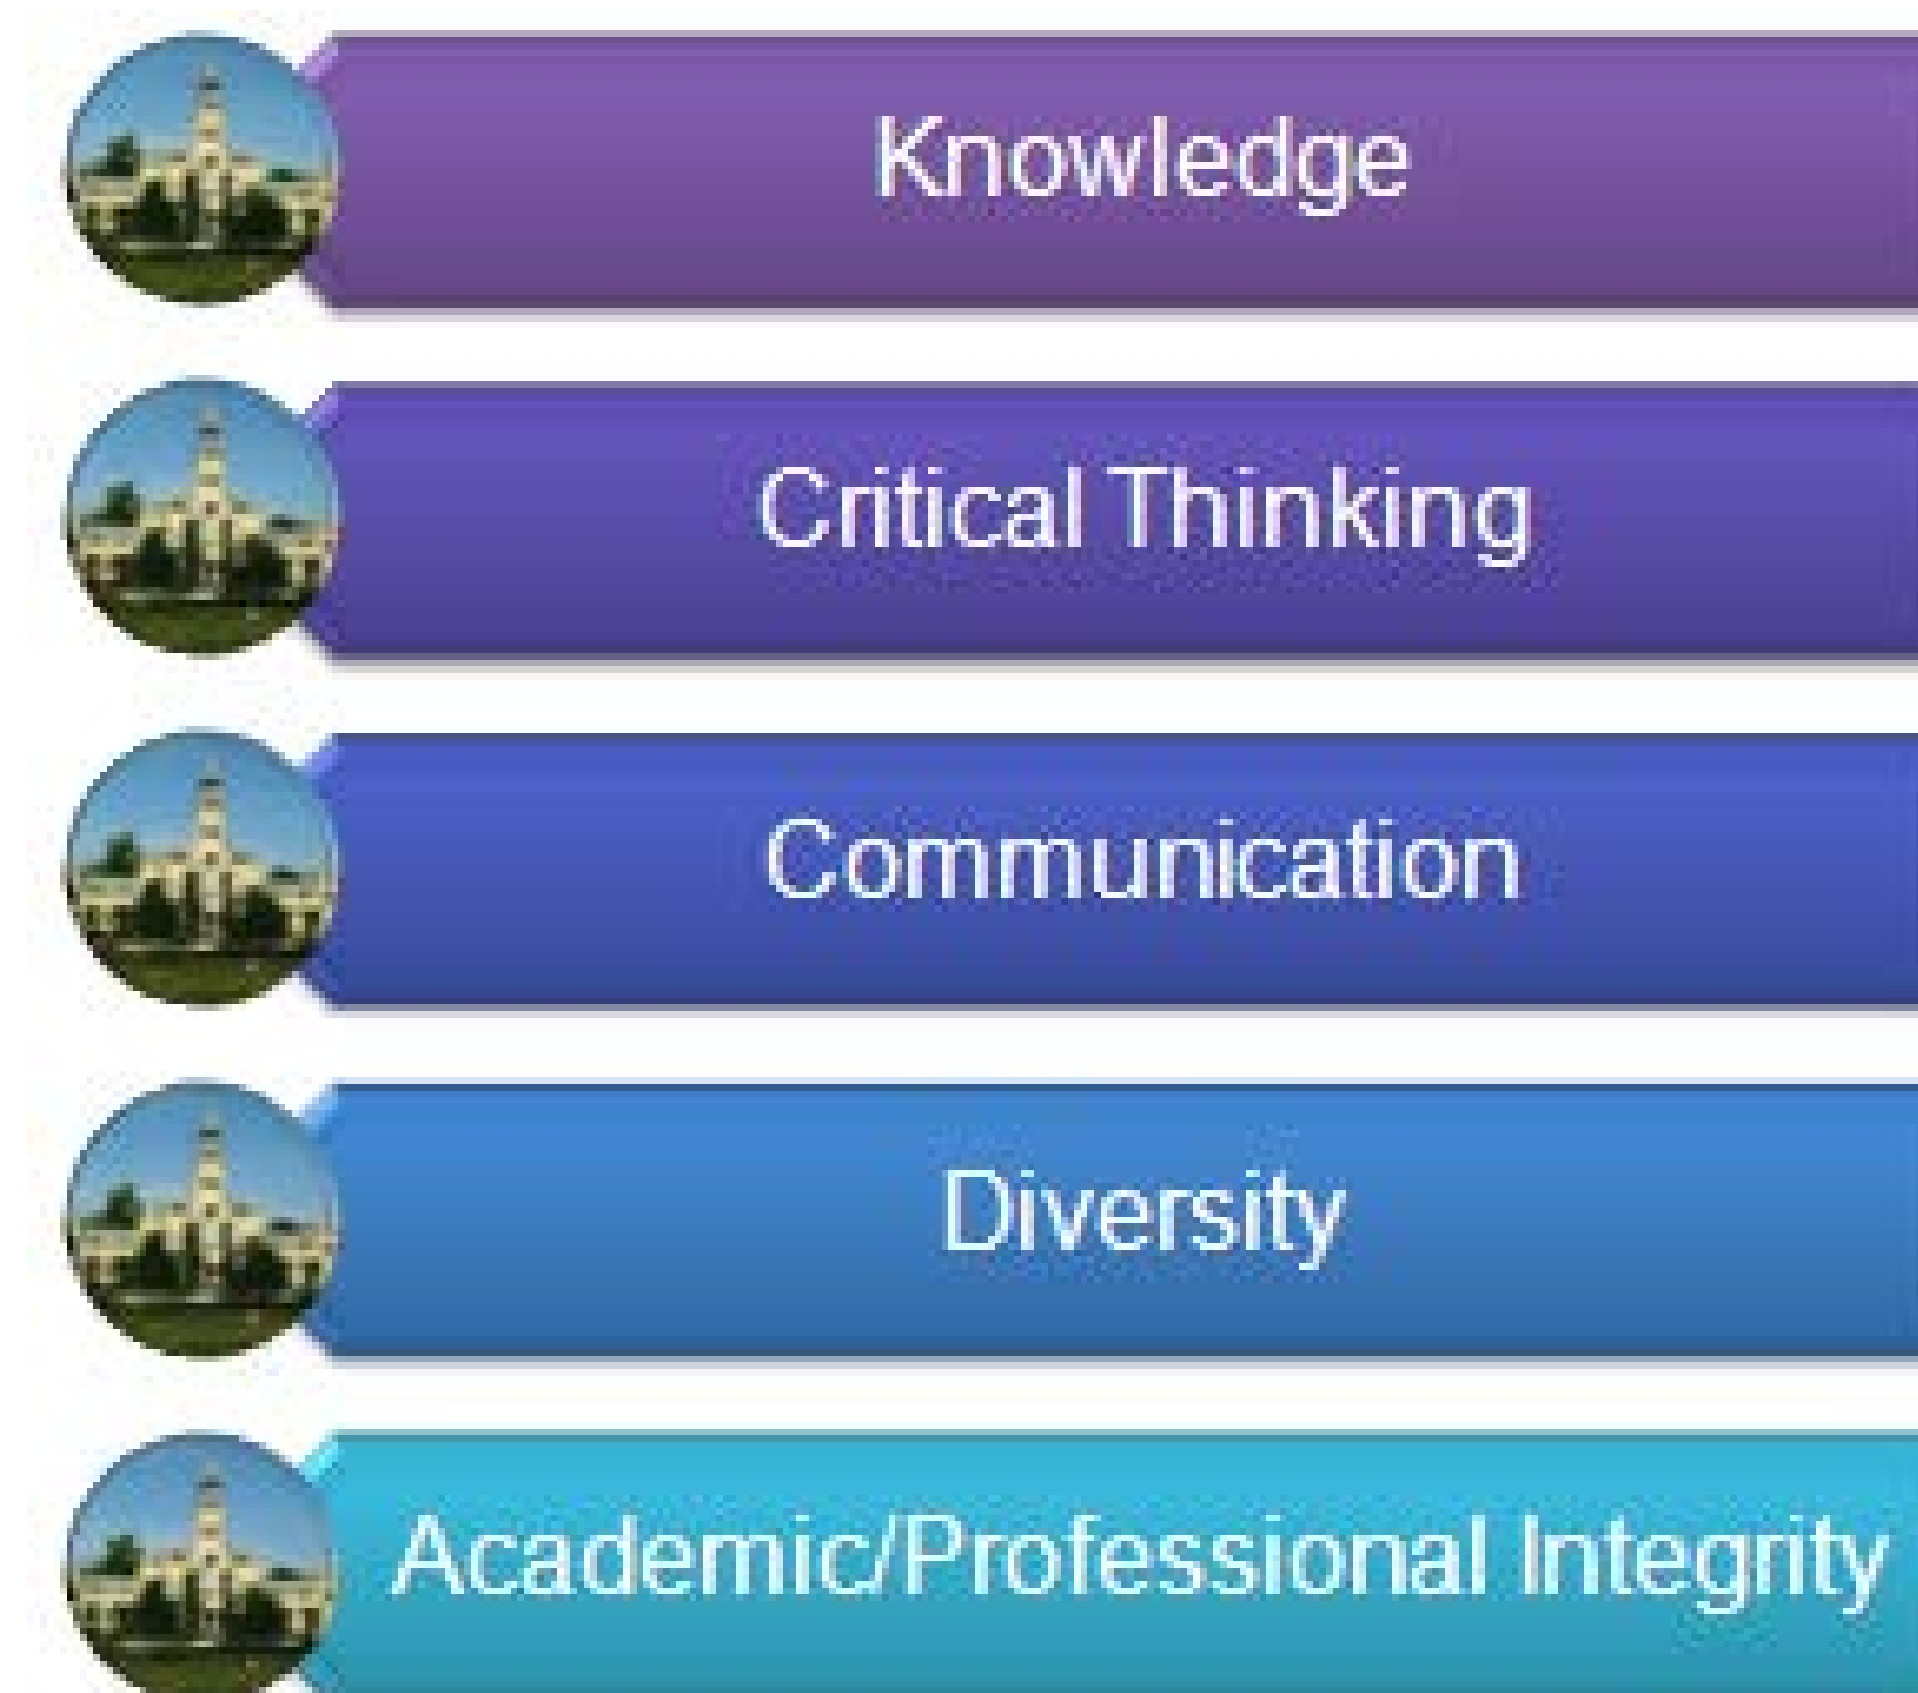 Knowledge
Critical Thinking
Communication
Diversity
Academic/Professional Integrity